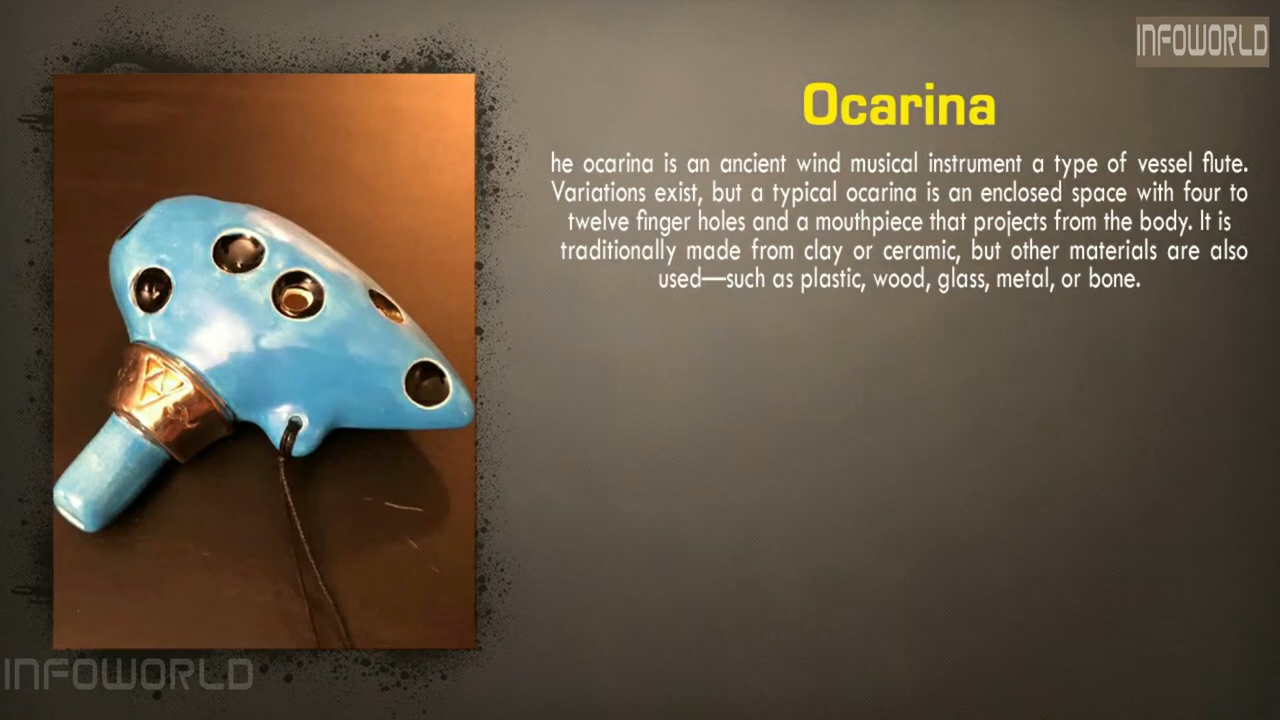 INFOWORLD
Ocarina
he ocarina is an ancient wind musical instrument a type of vessel flute.
Variations exist, but a typical ocarina is an enclosed space with four to
twelve finger holes and a mouthpiece that projects from the body. It is
traditionally made from clay or ceramic, but other materials are also
used—such as plastic, wood, glass, metal, or bone.
INFOWORLD